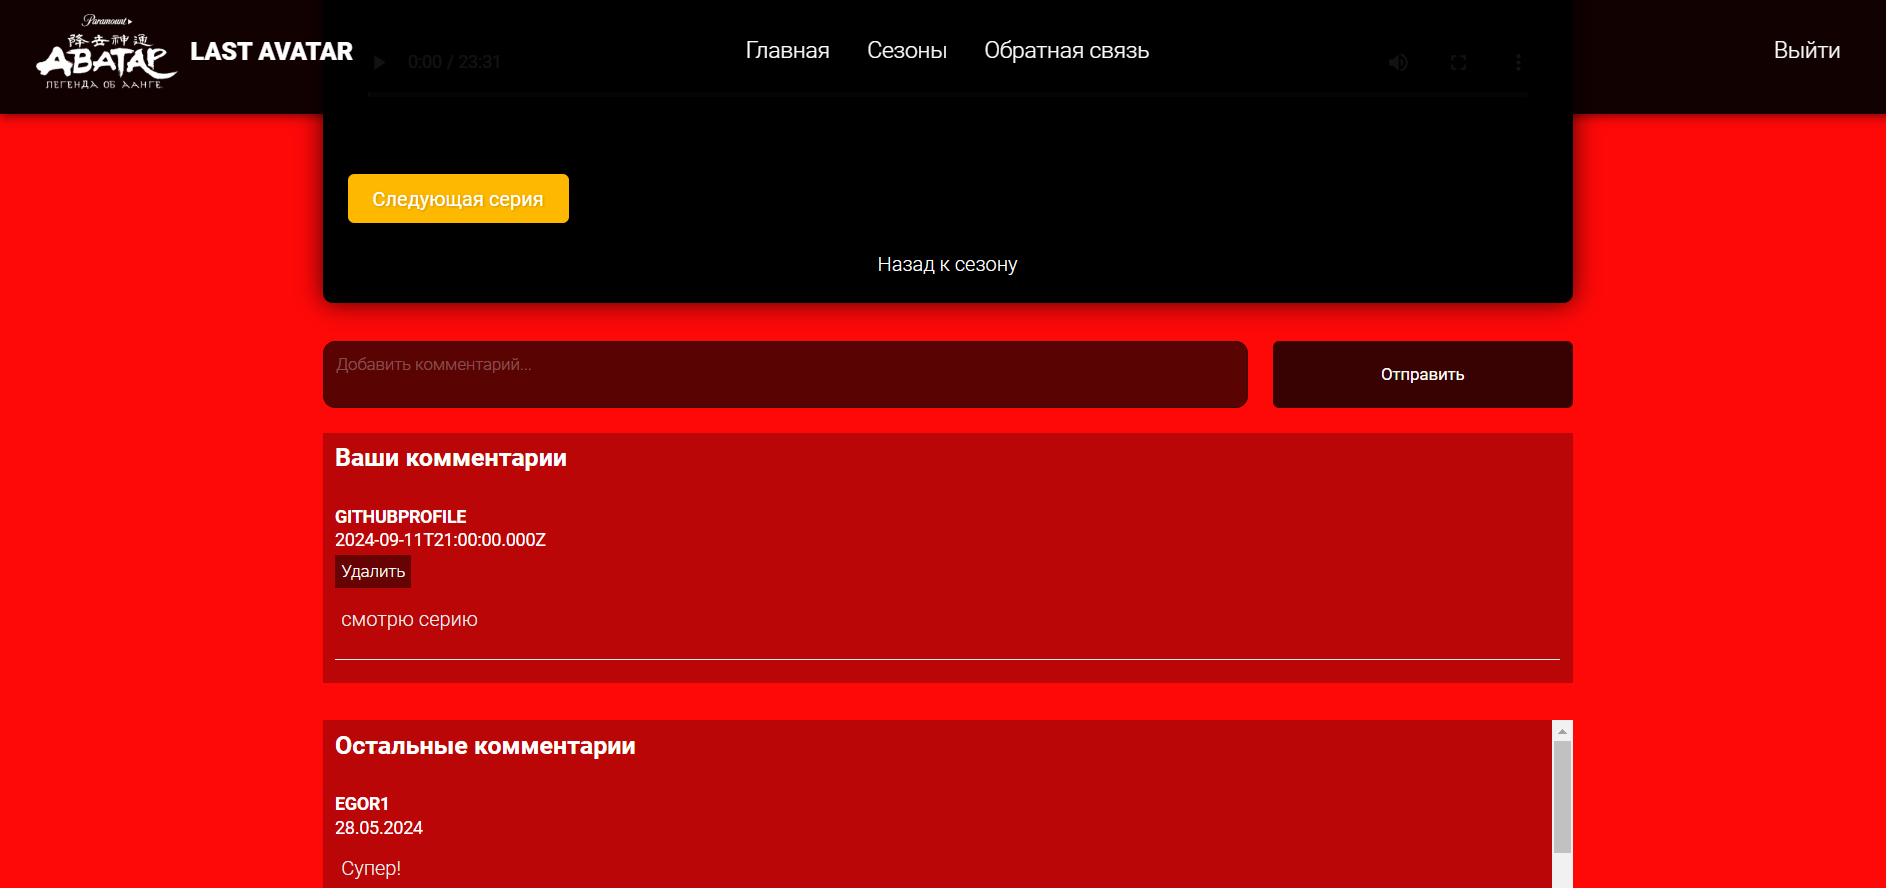 Paramount+
降去神通
АВАТАР
ЛЕГЕНДА ОБ ААНГЕ
LAST AVATAR
Главная
Сезоны
Обратная связь
Выйти
0:00 / 23:31
Следующая серия
Назад к сезону
Добавить комментарий...
Отправить
Ваши комментарии
GITHUBPROFILE
2024-09-11T21:00:00.000Z
Удалить
смотрю серию
Остальные комментарии
EGOR1
28.05.2024
Супер!